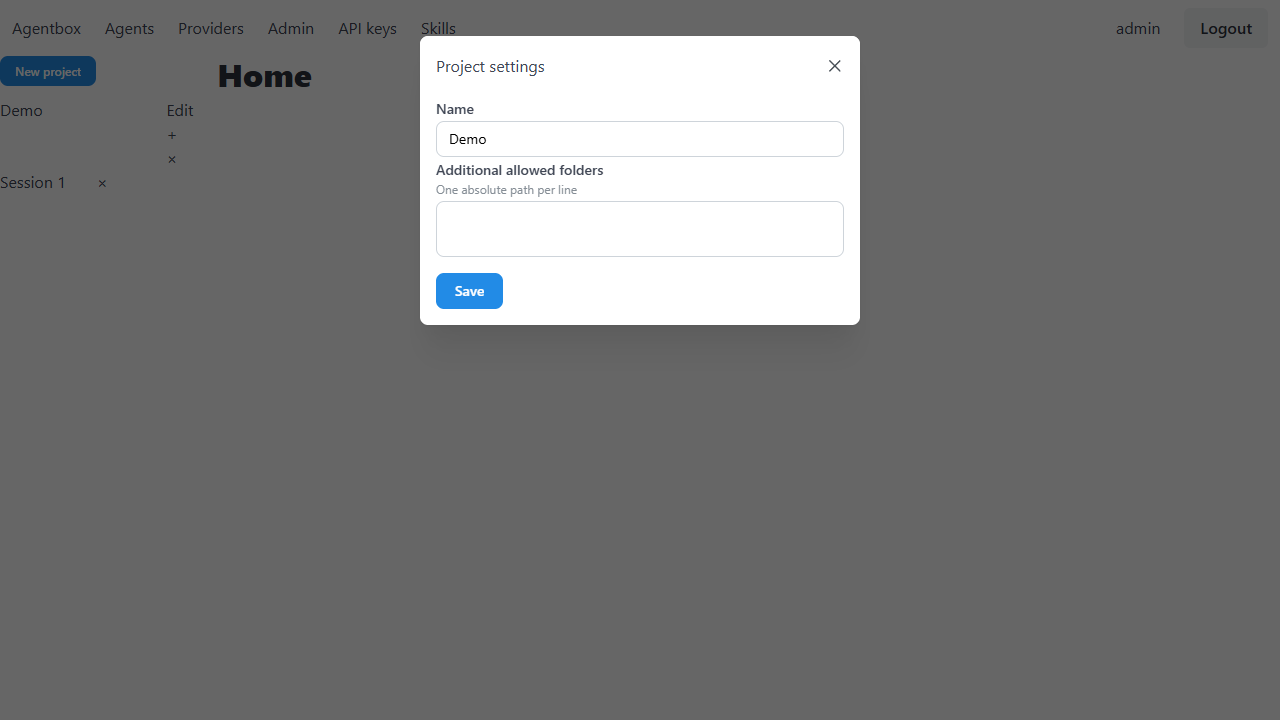 Agentbox Agents Providers Admin API keys Skills admin Logout
New project
Home
Demo Edit
+
×
Session 1 ×
Project settings
Name
Demo
Additional allowed folders
One absolute path per line
Save